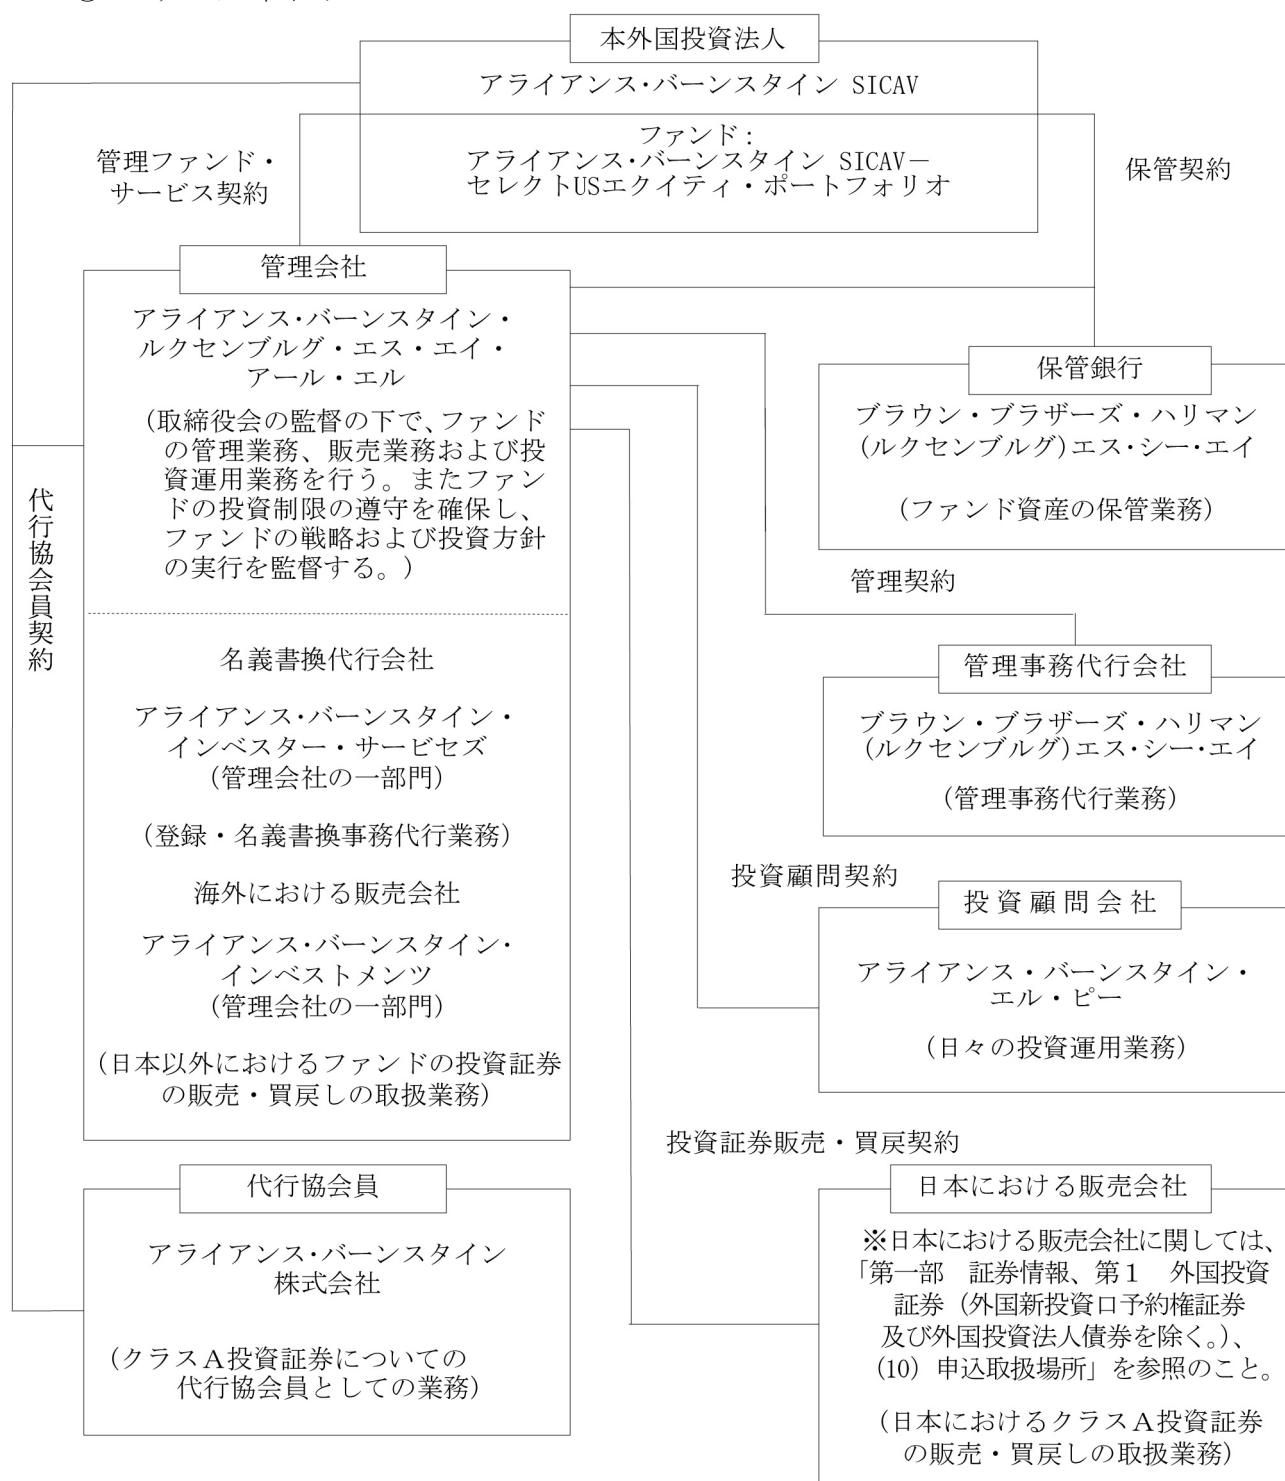 本外国投資法人
アライアンス・バーンスタイン SICAV
ファンド：
アライアンス・バーンスタイン SICAV－
セレクトUSエクイティ・ポートフォリオ
管理ファンド・
サービス契約
保管契約
管理会社
アライアンス・バーンスタイン・
ルクセンブルグ・エス・エイ・
アール・エル
（取締役会の監督の下で、ファンド
の管理業務、販売業務および投
資運用業務を行う。またファン
ドの投資制限の遵守を確保し、
ファンドの戦略および投資方針
の実行を監督する。）
名義書換代行会社
アライアンス・バーンスタイン・
インベスター・サービセズ
（管理会社の一部門）
（登録・名義書換事務代行業務）
海外における販売会社
アライアンス・バーンスタイン・
インベストメンツ
（管理会社の一部門）
（日本以外におけるファンドの投資証券
の販売・買戻しの取扱業務）
代行協会員契約
代行協会員
アライアンス・バーンスタイン
株式会社
（クラスＡ投資証券についての
代行協会員としての業務）
保管銀行
ブラウン・ブラザーズ・ハリマン
（ルクセンブルグ）エス・シー・エイ
（ファンド資産の保管業務）
管理契約
管理事務代行会社
ブラウン・ブラザーズ・ハリマン
（ルクセンブルグ）エス・シー・エイ
（管理事務代行業務）
投資顧問契約
投資顧問会社
アライアンス・バーンスタイン・
エル・ピー
（日々の投資運用業務）
投資証券販売・買戻契約
日本における販売会社
※日本における販売会社に関しては、
「第一部　証券情報、第１　外国投資
証券（外国新投資口予約権証券
及び外国投資法人債券を除く。）、
（10）申込取扱場所」を参照のこと。
（日本におけるクラスＡ投資証券
の販売・買戻しの取扱業務）